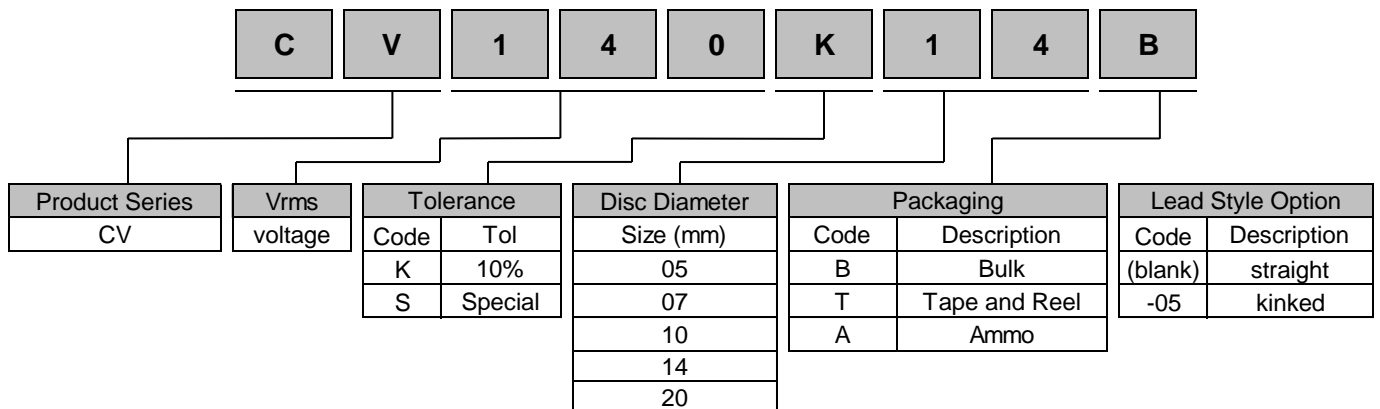 C V 1 4 0 K 1 4 B
Product Series Vrms Tolerance Disc Diameter Packaging Lead Style Option
CV voltage Code Tol Size (mm) Code Description Code Description
K 10% 05 B Bulk (blank) straight
S Special 07 T Tape and Reel -05 kinked
10 A Ammo
14
20